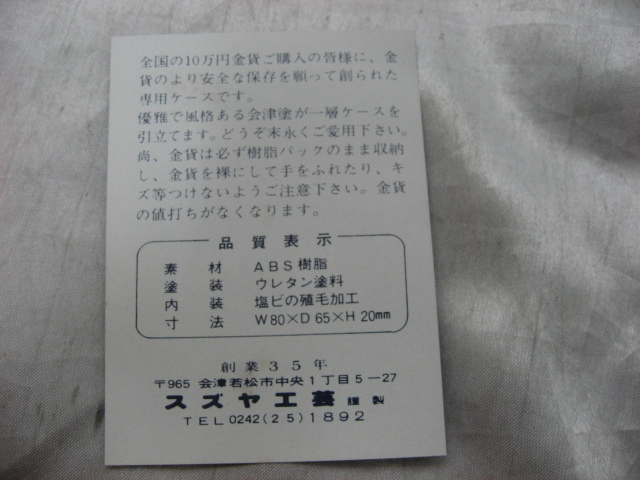 全国の10万円金貨ご購入の皆様に、金
貨のより安全な保存を願って創られた
専用ケースです。
優雅で風格ある会津塗が一層ケースを
引立てます。どうぞ末永くご愛用下さい。
尚、金貨は必ず樹脂パックのまま収納
し、金貨を裸にして手をふれたり、キ
ズ等つけないようご注意下さい。金貨
の値打ちがなくなります。
品質表示
素材 ABS樹脂
塗装 ウレタン塗料
内装 塩ビの殖毛加工
寸法 W80×D65×H20mm
創業35年
〒965 会津若松市中央1丁目5-27
スズヤ工芸 謹製
TEL0242(25)1892